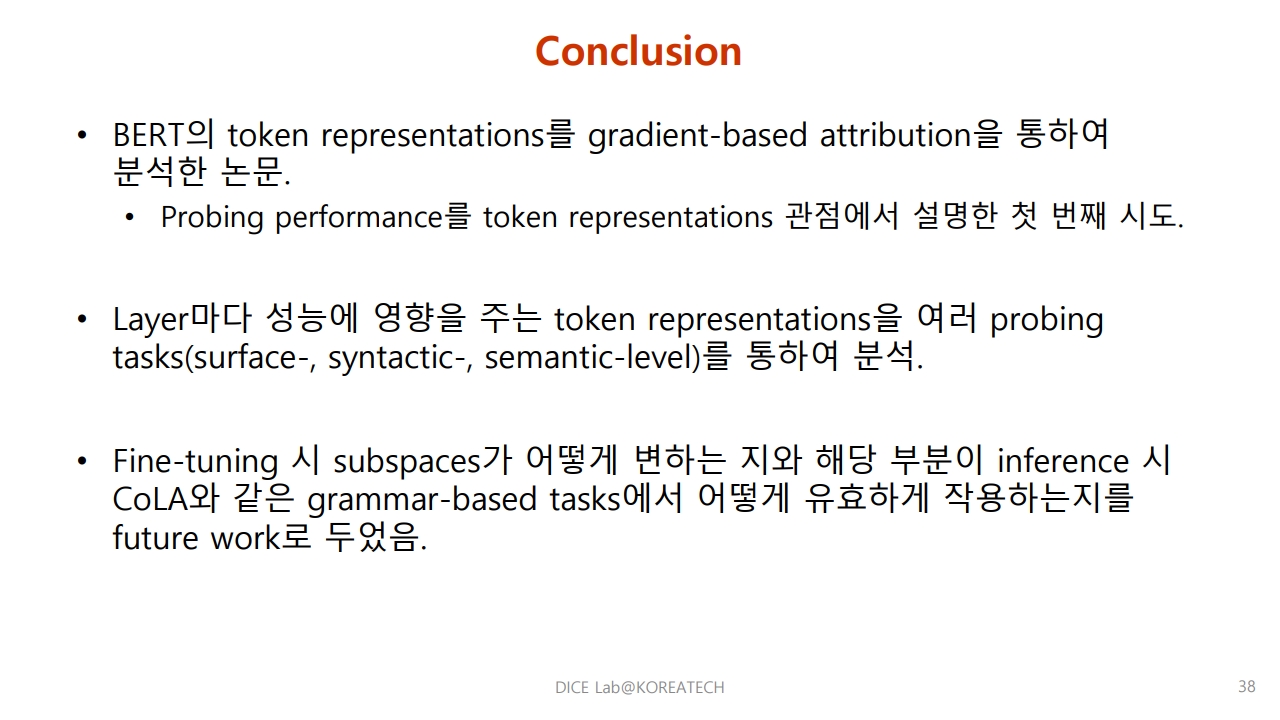 Conclusion
• BERT의 token representations를 gradient-based attribution을 통하여
분석한 논문.
• Probing performance를 token representations 관점에서 설명한 첫 번째 시도.
• Layer마다 성능에 영향을 주는 token representations을 여러 probing
tasks(surface-, syntactic-, semantic-level)를 통하여 분석.
• Fine-tuning 시 subspaces가 어떻게 변하는 지와 해당 부분이 inference 시
CoLA와 같은 grammar-based tasks에서 어떻게 유효하게 작용하는지를
future work로 두었음.
DICE Lab@KOREATECH
38